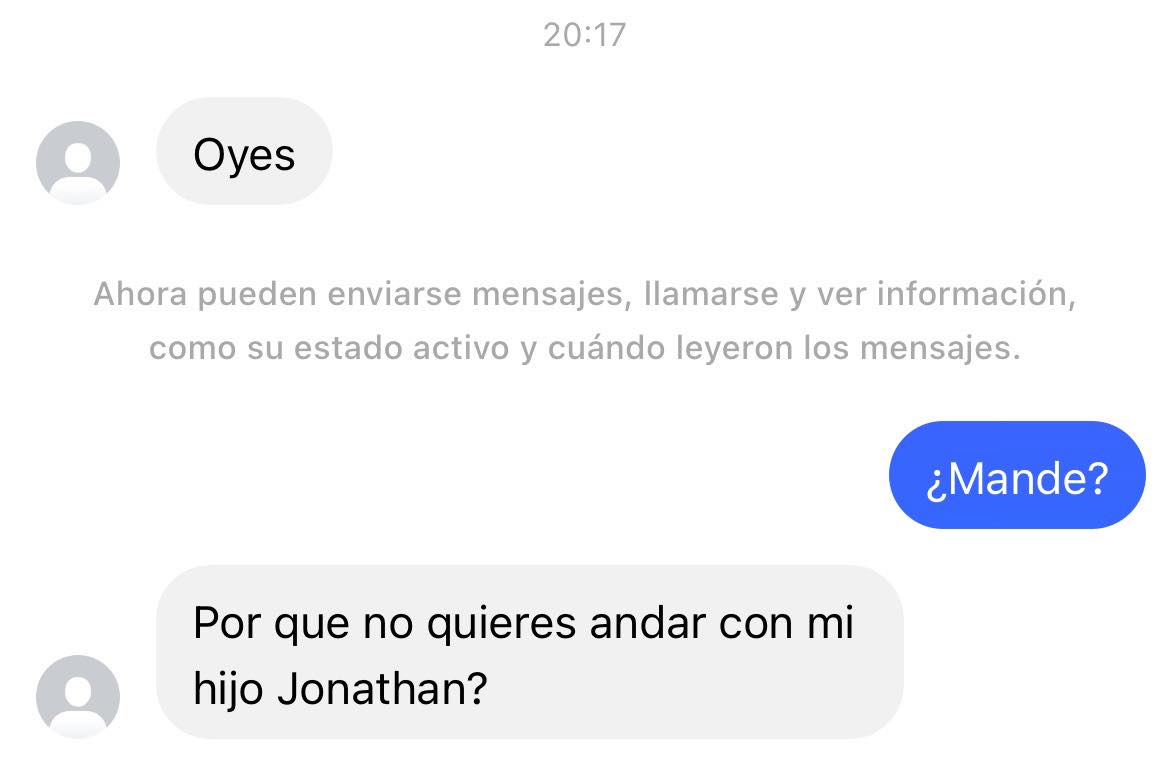 20:17
Oyes
Ahora pueden enviarse mensajes, llamarse y ver información,
como su estado activo y cuándo leyeron los mensajes.
¿Mande?
Por que no quieres andar con mi
hijo Jonathan?